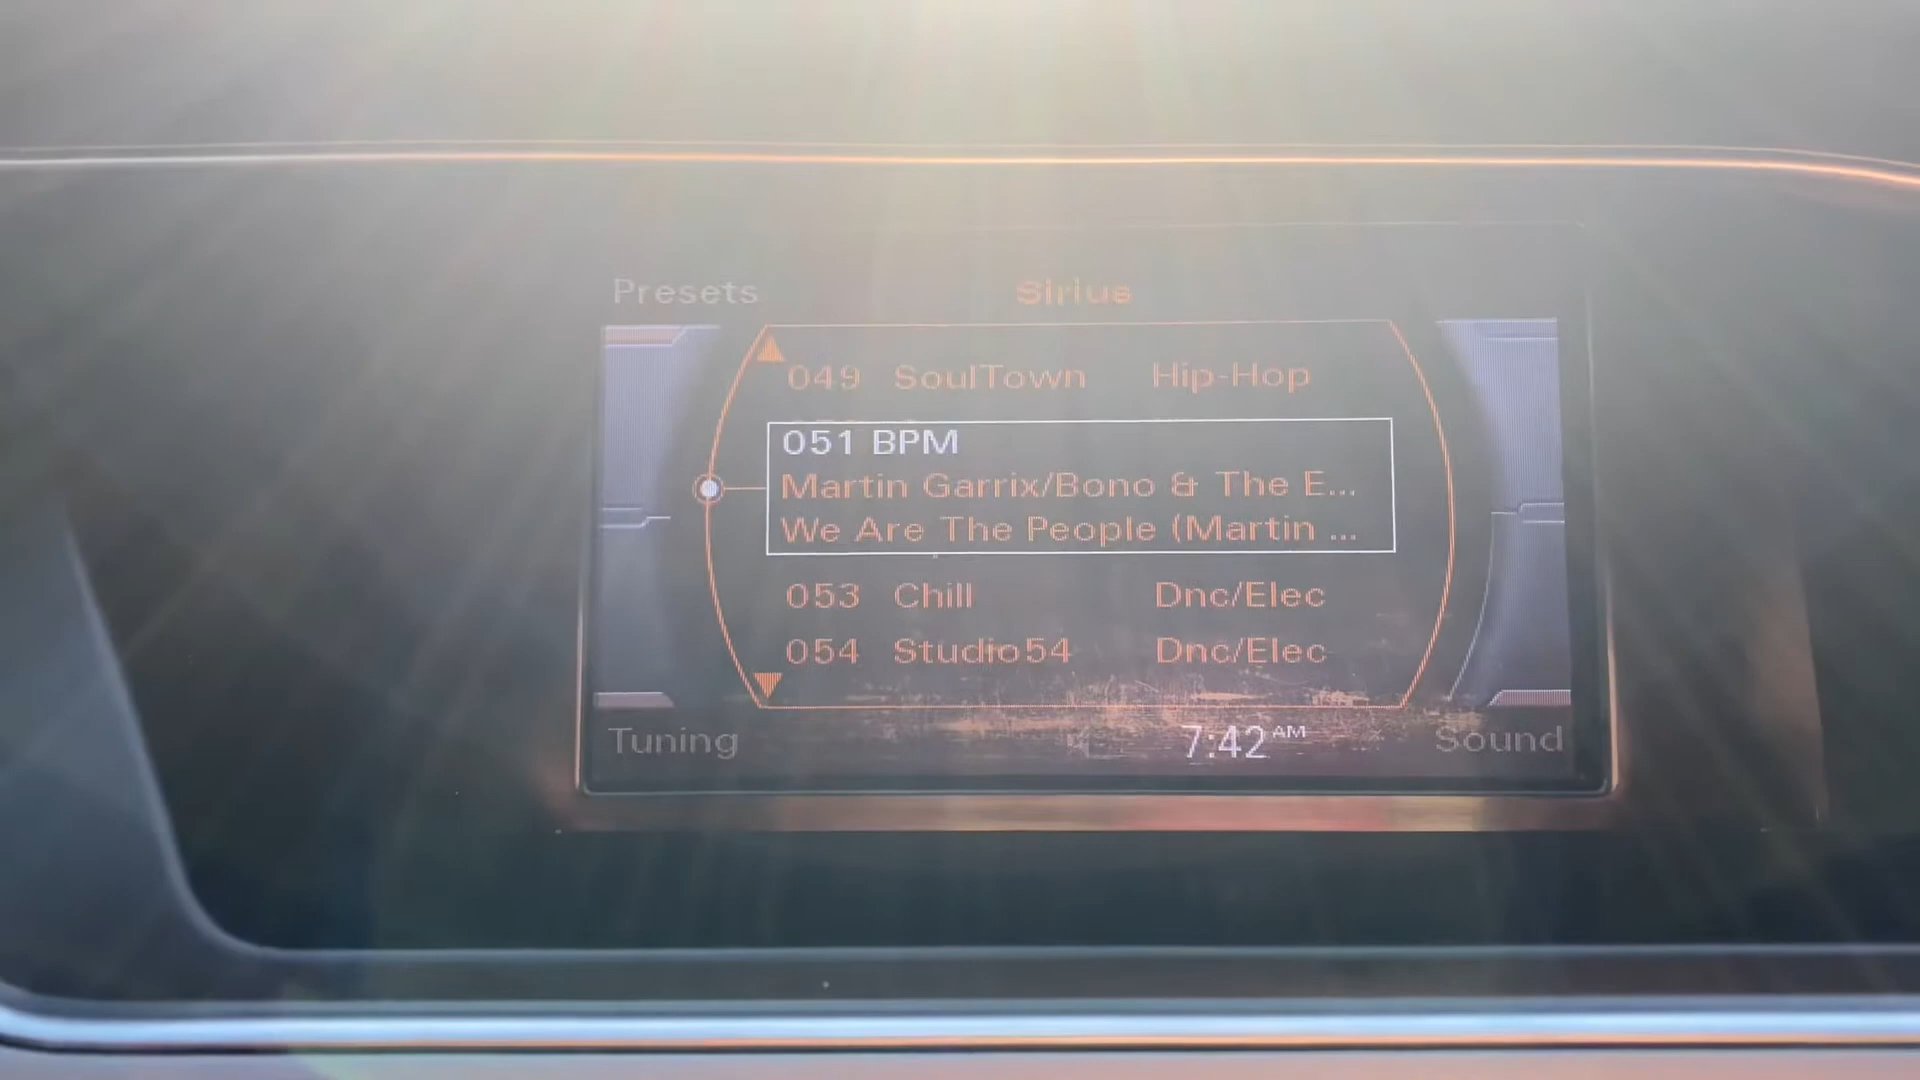 Presets Sirius
049 SoulTown Hip-Hop
051 BPM
Martin Garrix/Bono & The E...
We Are The People (Martin ...
053 Chill Dnc/Elec
054 Studio54 Dnc/Elec
Tuning 7:42 AM Sound